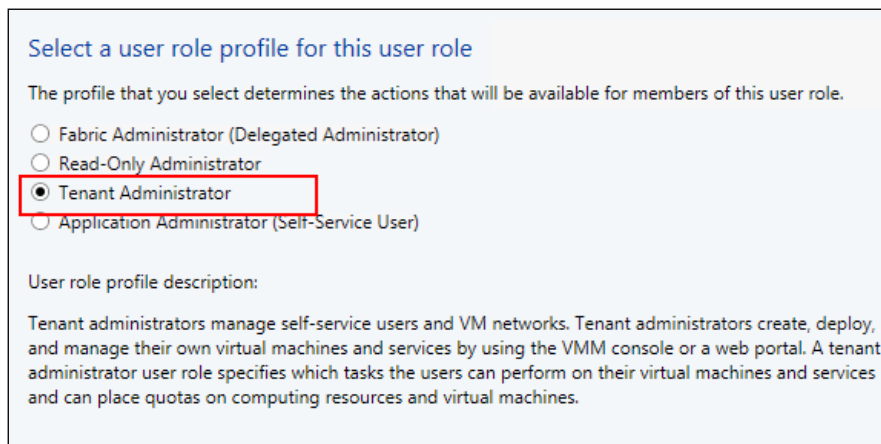 Select a user role profile for this user role
The profile that you select determines the actions that will be available for members of this user role.
Fabric Administrator (Delegated Administrator)
Read-Only Administrator
Tenant Administrator
Application Administrator (Self-Service User)
User role profile description:
Tenant administrators manage self-service users and VM networks. Tenant administrators create, deploy,
and manage their own virtual machines and services by using the VMM console or a web portal. A tenant
administrator user role specifies which tasks the users can perform on their virtual machines and services
and can place quotas on computing resources and virtual machines.